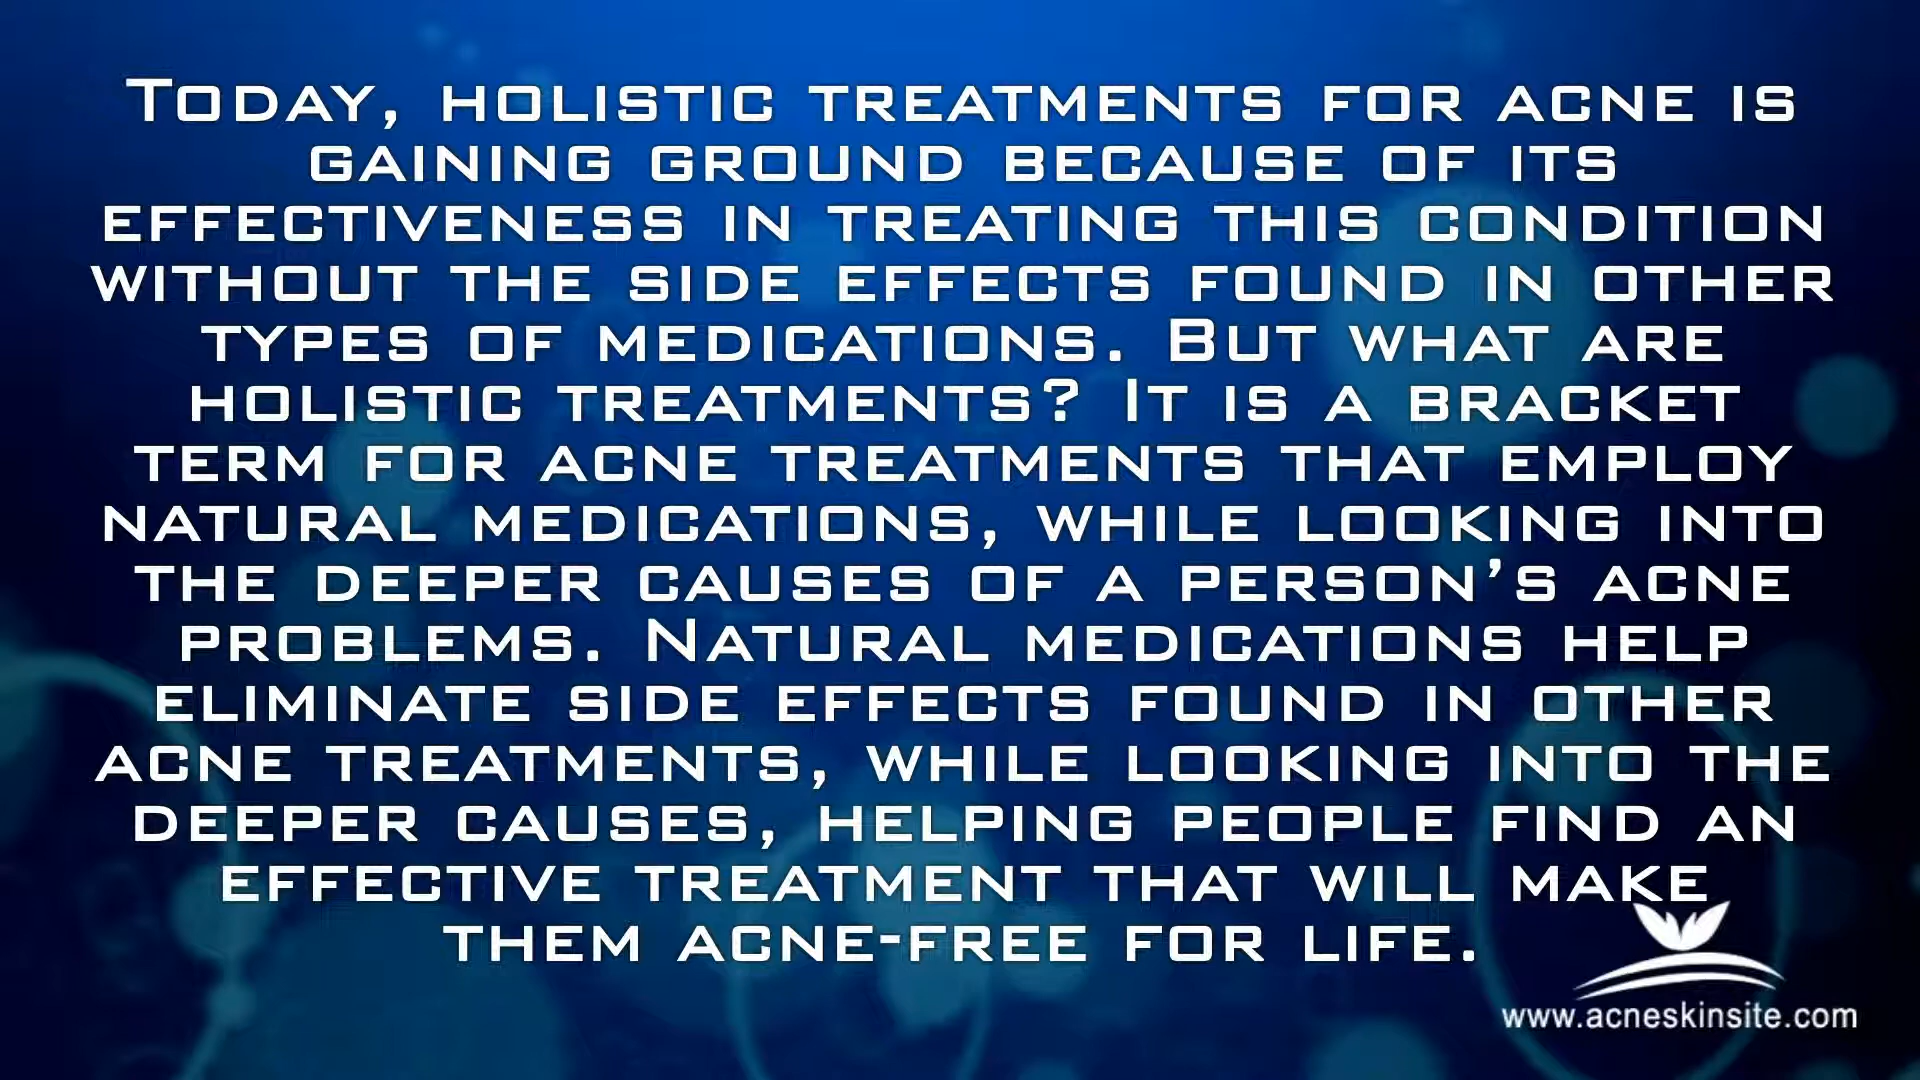 Today, holistic treatments for acne is
gaining ground because of its
effectiveness in treating this condition
without the side effects found in other
types of medications. But what are
holistic treatments? It is a bracket
term for acne treatments that employ
natural medications, while looking into
the deeper causes of a person's acne
problems. Natural medications help
eliminate side effects found in other
acne treatments, while looking into the
deeper causes, helping people find an
effective treatment that will make
them acne-free for life.
www.acneskinsite.com